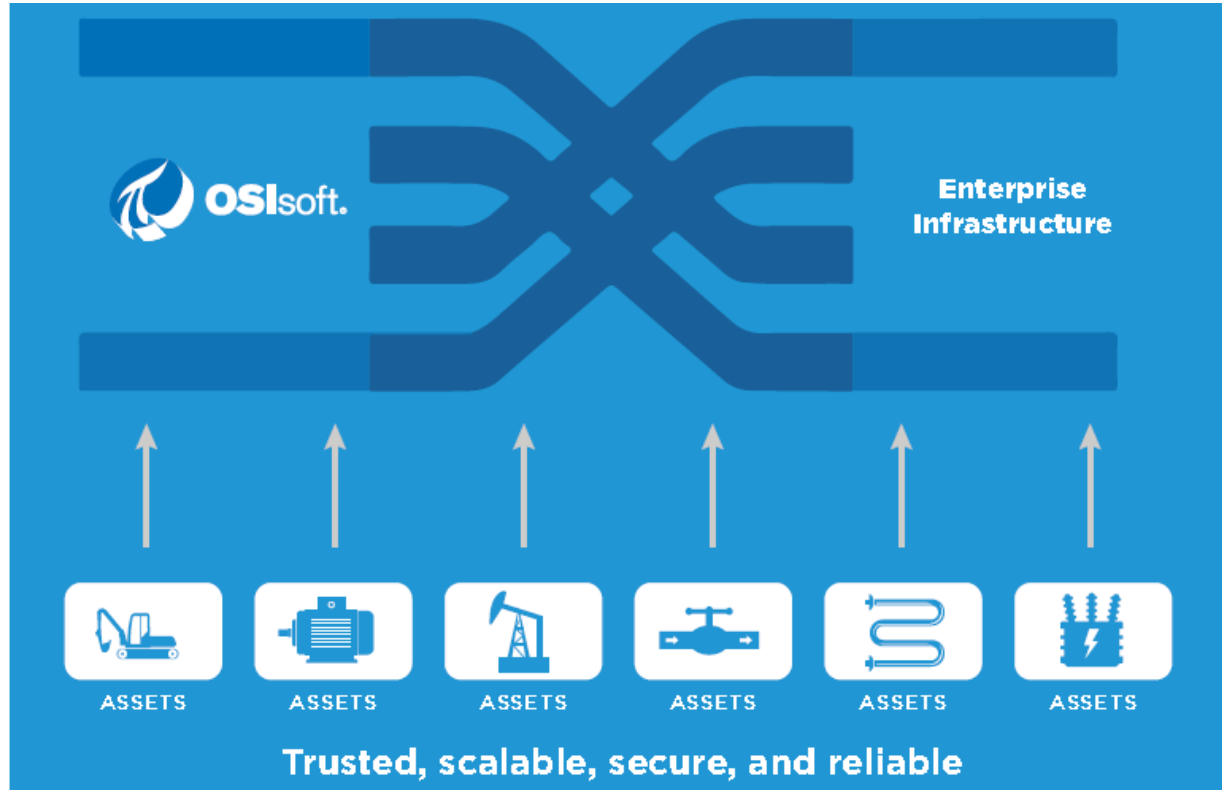 OSIsoft.
Enterprise
Infrastructure
ASSETS
ASSETS
ASSETS
ASSETS
ASSETS
ASSETS
Trusted, scalable, secure, and reliable